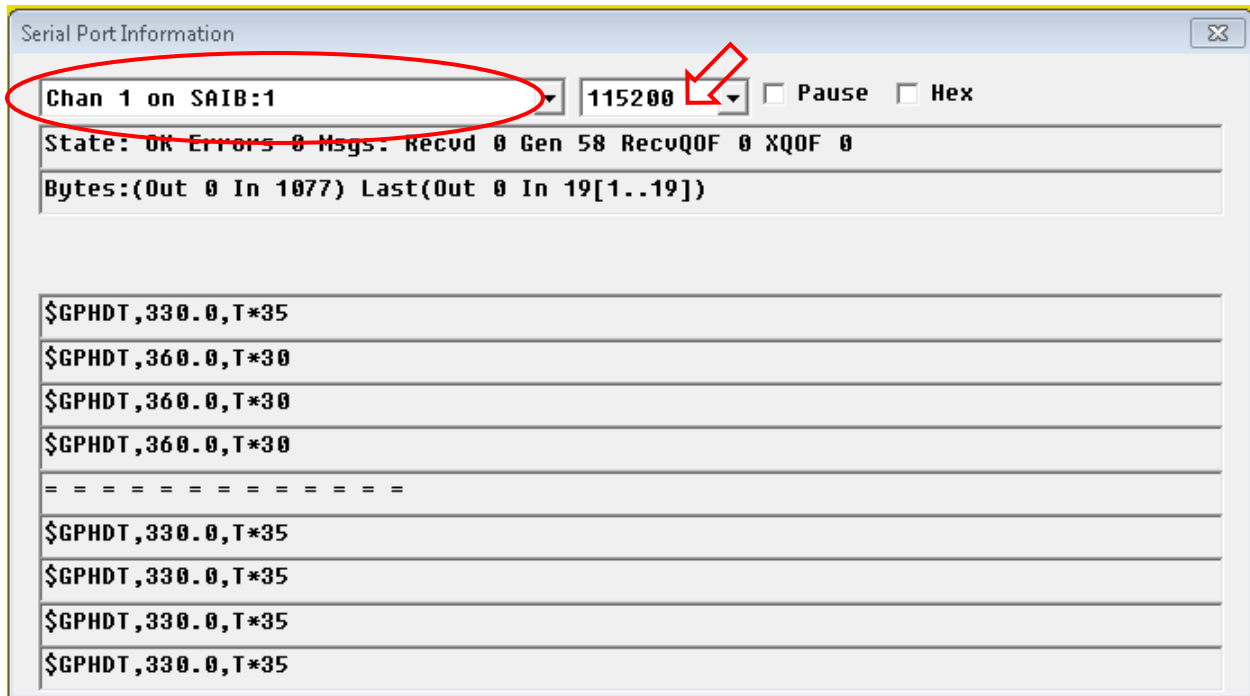 Serial Port Information
Chan 1 on SAIB:1 115200 Pause Hex
State: OK Errors 0 Msgs: Recvd 0 Gen 58 RecvQOF 0 XQOF 0
Bytes:(Out 0 In 1077) Last(Out 0 In 19[1..19])
$GPHDT,330.0,T*35
$GPHDT,360.0,T*30
$GPHDT,360.0,T*30
$GPHDT,360.0,T*30
= = = = = = = = = = = = =
$GPHDT,330.0,T*35
$GPHDT,330.0,T*35
$GPHDT,330.0,T*35
$GPHDT,330.0,T*35